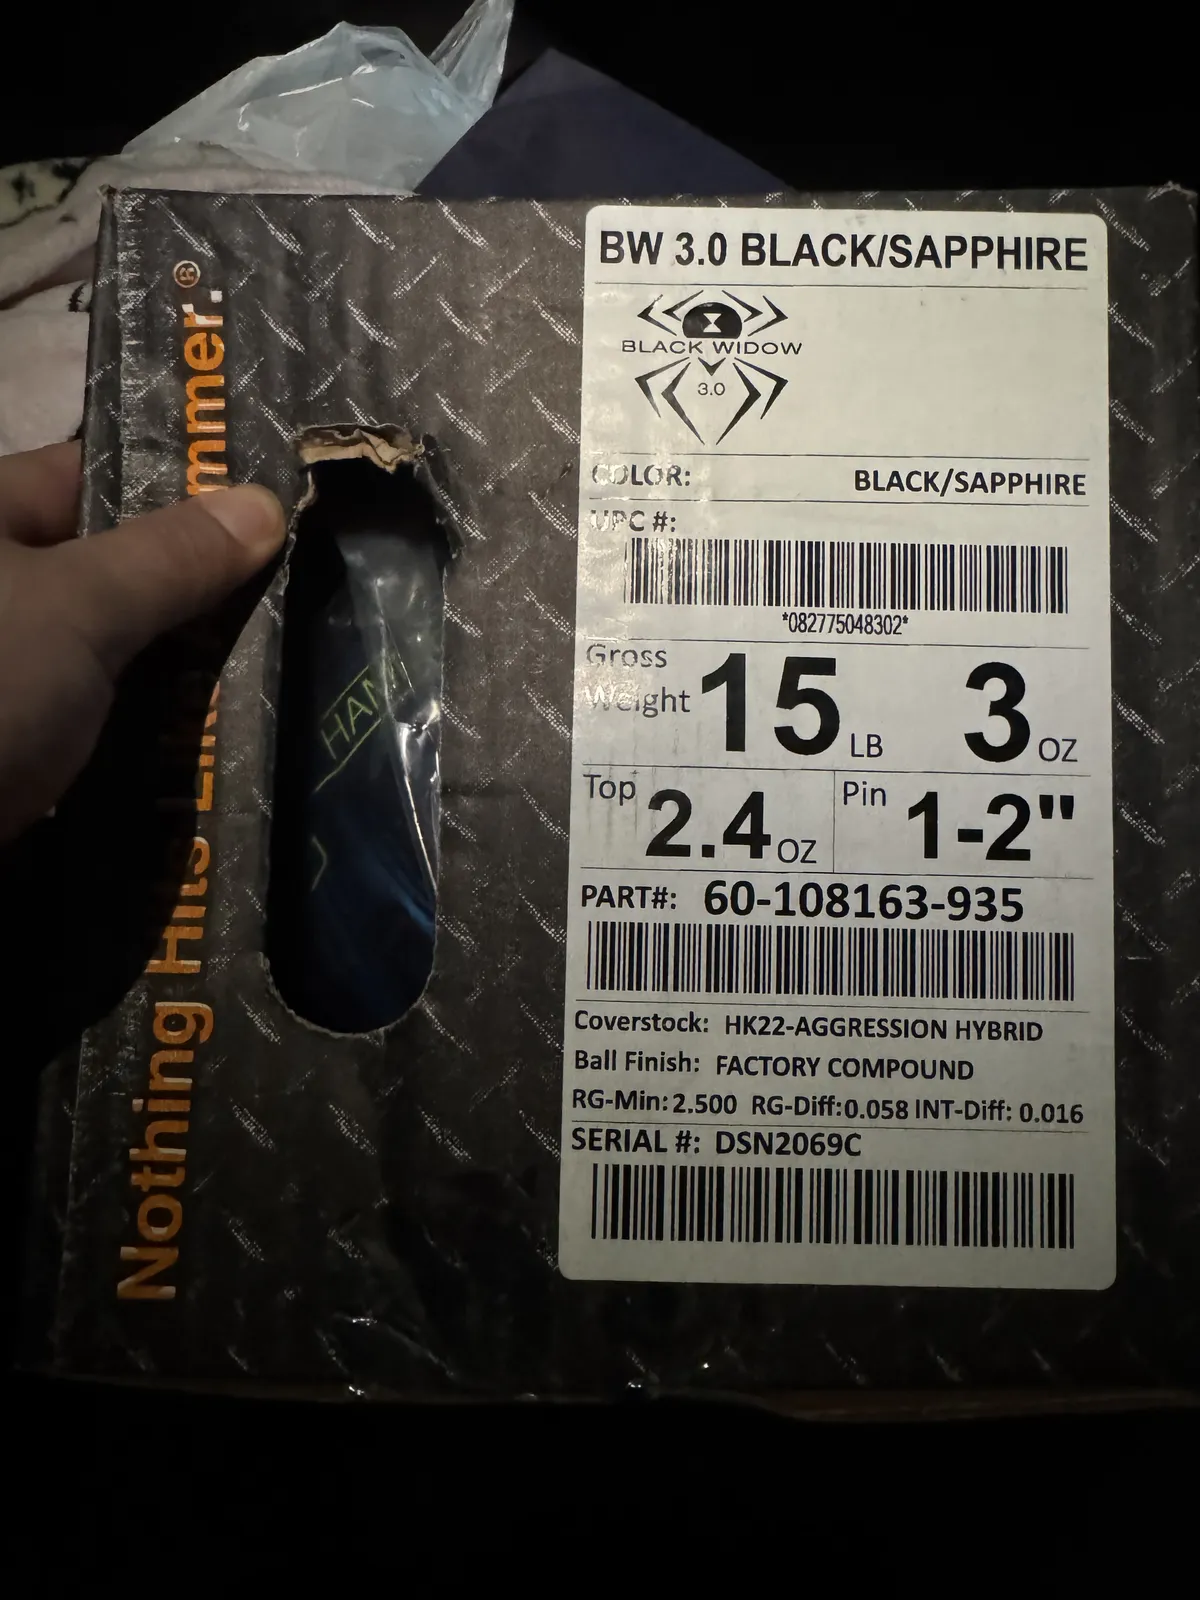 Nothing Hits Like mmer.®
HAM
BW 3.0 BLACK/SAPPHIRE
BLACK WIDOW
3.0
COLOR: BLACK/SAPPHIRE
UPC #:
*082775048302*
Gross Weight 15 LB 3 OZ
Top 2.4 OZ Pin 1-2"
PART#: 60-108163-935
Coverstock: HK22-AGGRESSION HYBRID
Ball Finish: FACTORY COMPOUND
RG-Min: 2.500 RG-Diff: 0.058 INT-Diff: 0.016
SERIAL #: DSN2069C